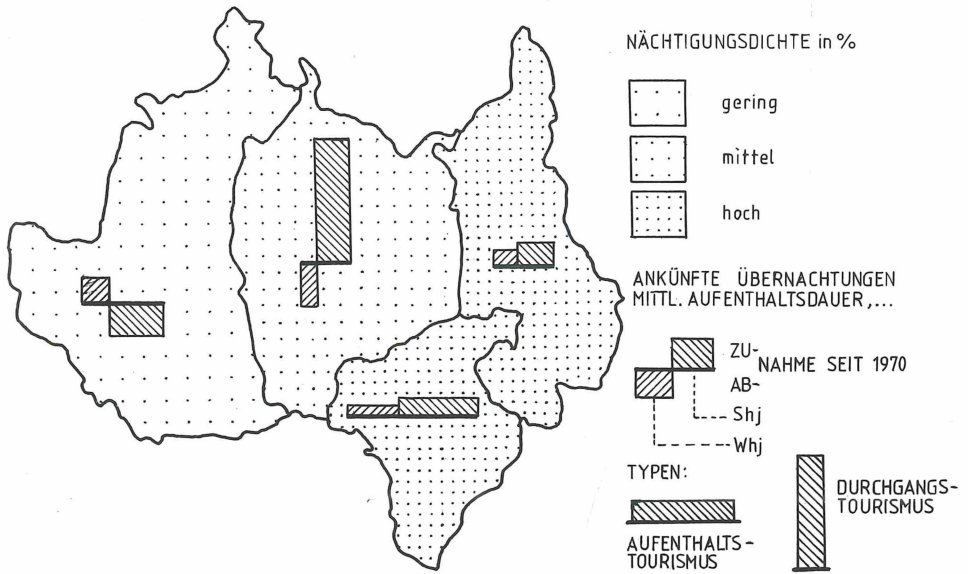 NÄCHTIGUNGSDICHTE in %
gering
mittel
hoch
ANKÜNFTE ÜBERNACHTUNGEN
MITTL. AUFENTHALTSDAUER,...
ZU-
NAHME SEIT 1970
AB-
Shj
Whj
TYPEN:
AUFENTHALTS-
TOURISMUS
DURCHGANGS-
TOURISMUS